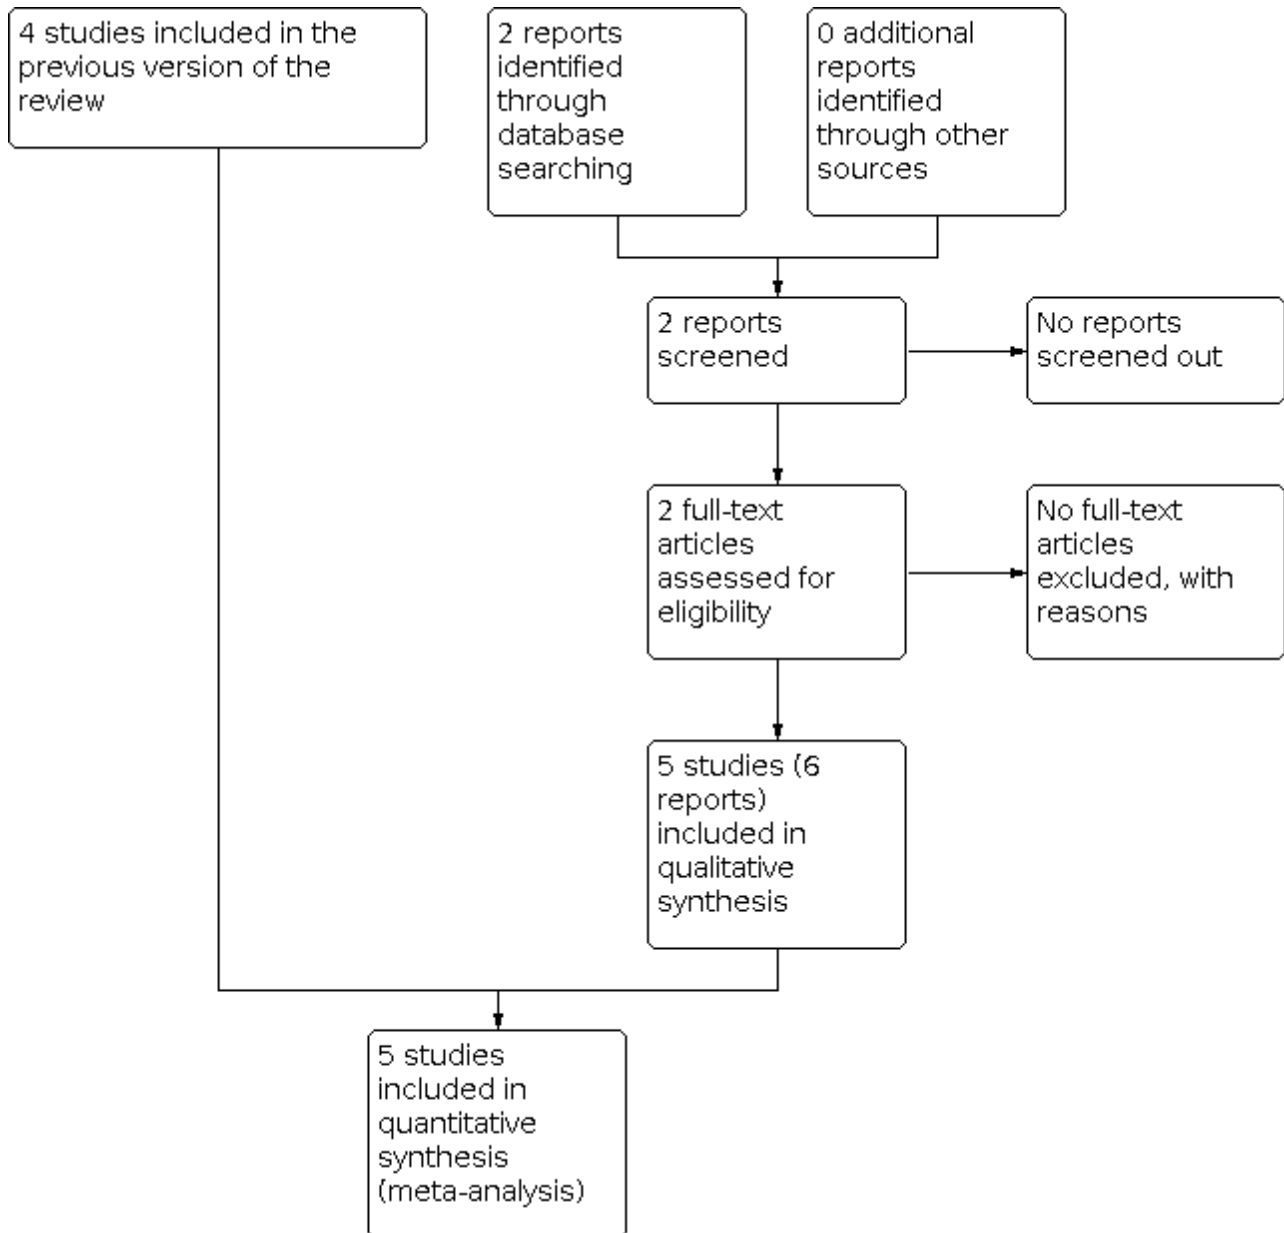 4 studies included in the
previous version of the
review
2 reports
identified
through
database
searching
0 additional
reports
identified
through other
sources
2 reports
screened
No reports
screened out
2 full-text
articles
assessed for
eligibility
No full-text
articles
excluded, with
reasons
5 studies (6
reports)
included in
qualitative
synthesis
5 studies
included in
quantitative
synthesis
(meta-analysis)